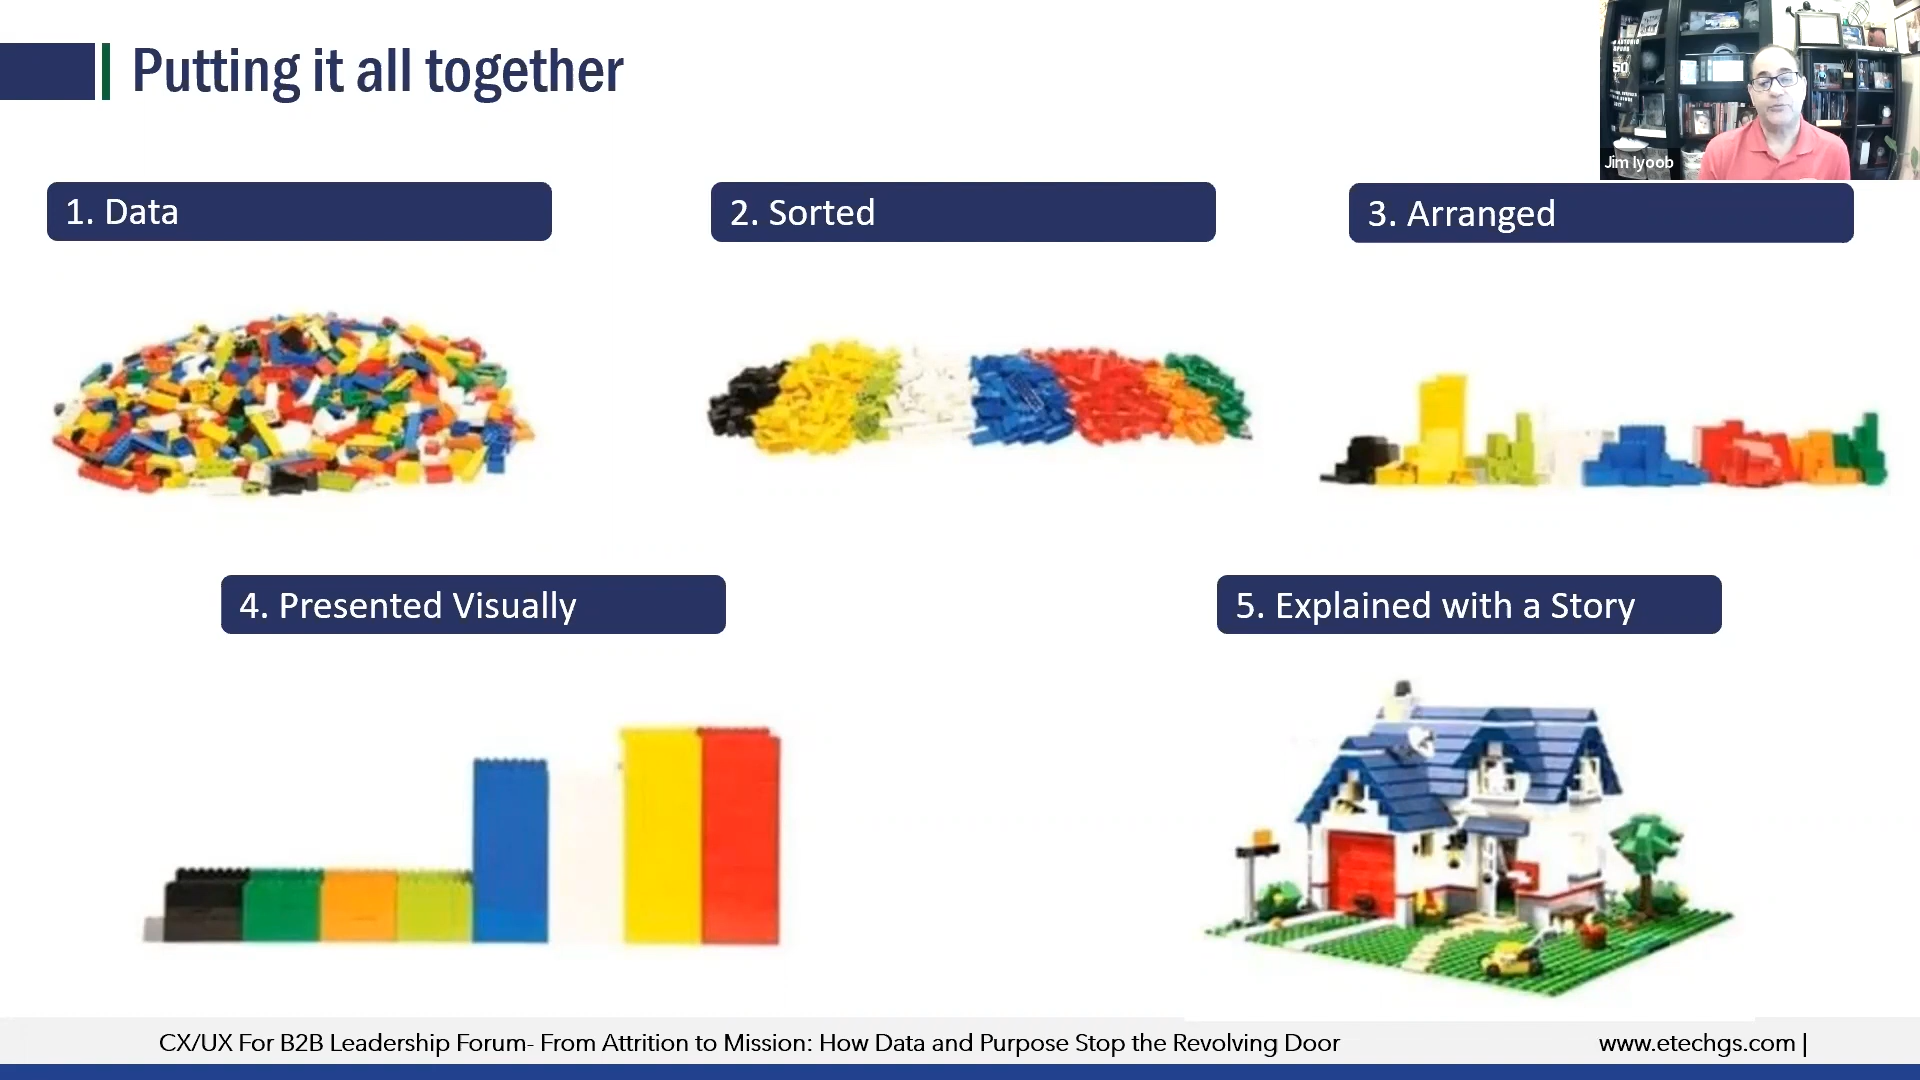 Putting it all together
Jim Iyoob
1. Data
2. Sorted
3. Arranged
4. Presented Visually
5. Explained with a Story
CX/UX For B2B Leadership Forum- From Attrition to Mission: How Data and Purpose Stop the Revolving Door
www.etechgs.com |
50